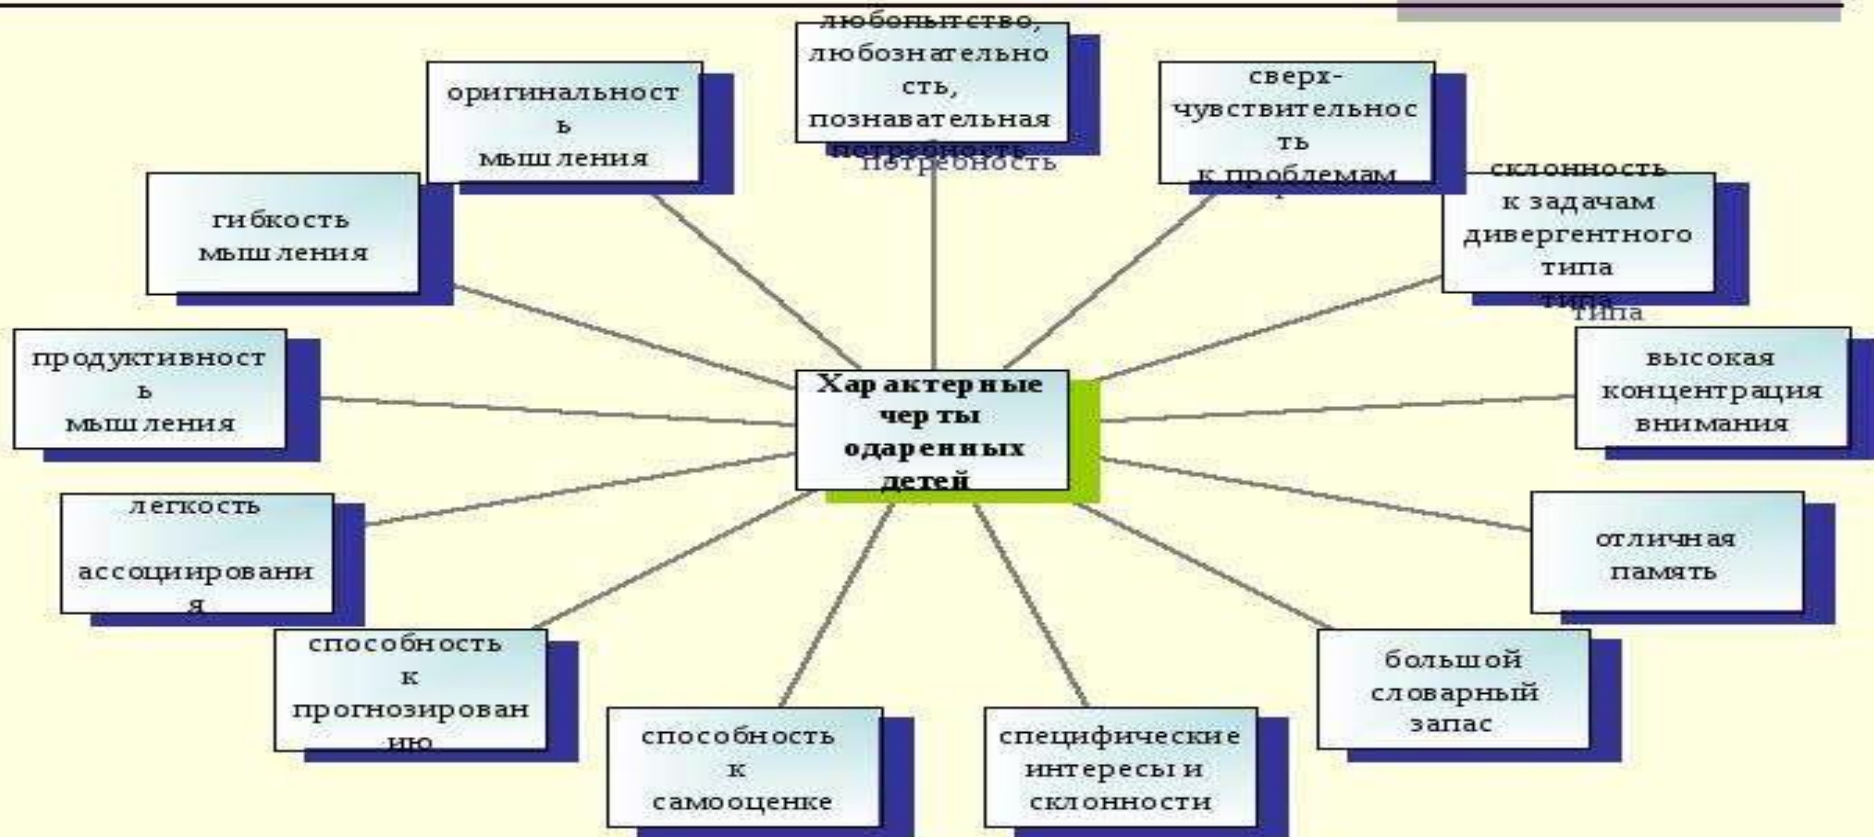 любопытство,
любознательно
сть,
познавательная
потребность
сверх-
чувствительнос
ть
к проблемам
склонность
к задачам
дивергентного
типа
высокая
концентрация
внимания
отличная
память
большой
словарный
запас
специфические
интересы и
склонности
способность
к
самооценке
способность
к
прогнозирован
ию
легкость
ассоциировани
я
продуктивност
ь
мышления
гибкость
мышления
оригинальност
ь
мышления
Характерные
черты
одаренных
детей